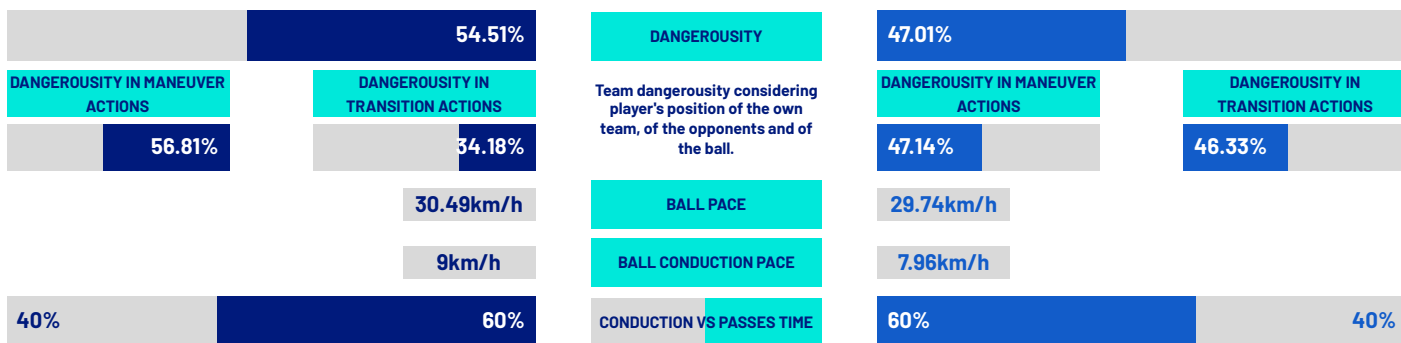 54.51%
DANGEROUSITY
47.01%
DANGEROUSITY IN MANEUVER
ACTIONS
DANGEROUSITY IN
TRANSITION ACTIONS
56.81%
34.18%
Team dangerousity considering
player's position of the own
team, of the opponents and of
the ball.
DANGEROUSITY IN MANEUVER
ACTIONS
DANGEROUSITY IN
TRANSITION ACTIONS
47.14%
46.33%
30.49km/h
BALL PACE
29.74km/h
9km/h
BALL CONDUCTION PACE
7.96km/h
40%
60%
CONDUCTION VS PASSES TIME
60%
40%